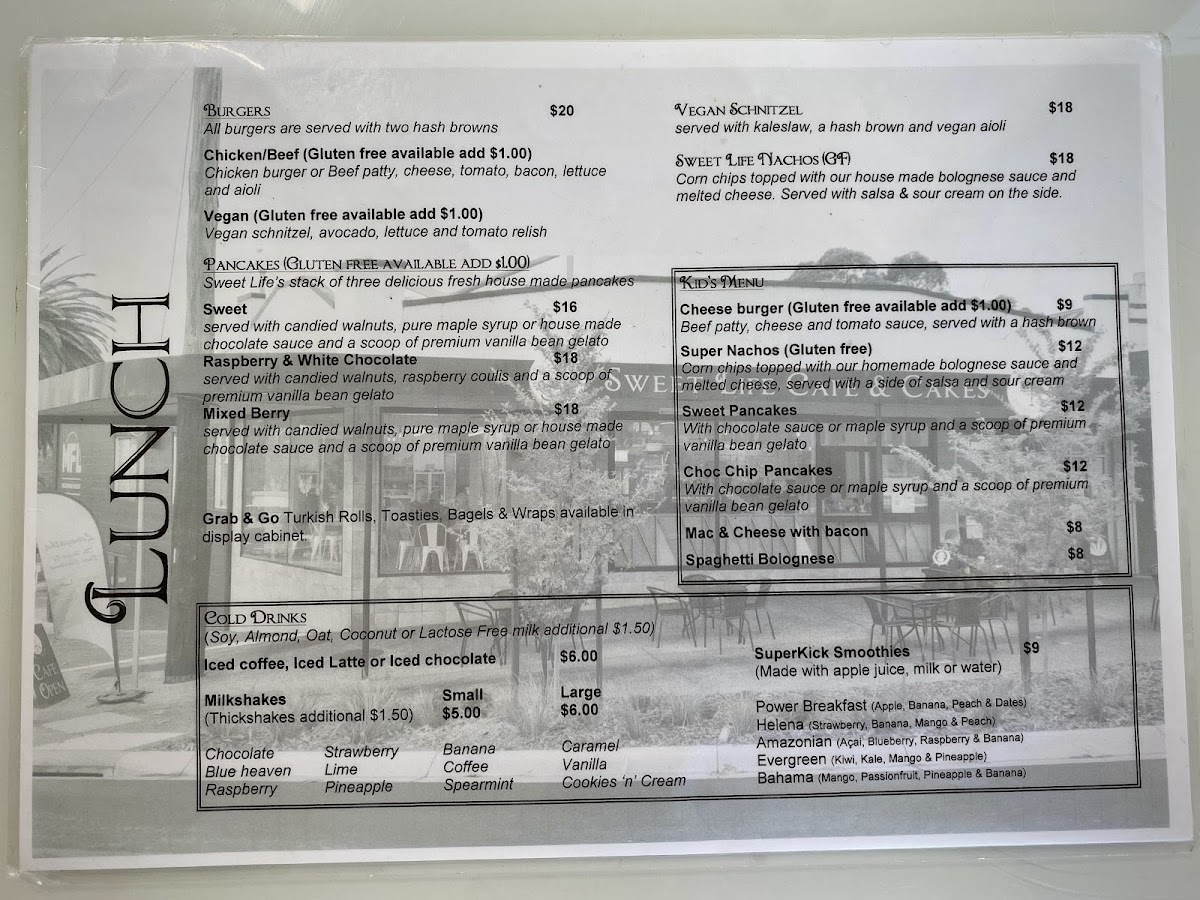 LUNCH
BURGERS $20
All burgers are served with two hash browns
Chicken/Beef (Gluten free available add $1.00)
Chicken burger or Beef patty, cheese, tomato, bacon, lettuce
and aioli
Vegan (Gluten free available add $1.00)
Vegan schnitzel, avocado, lettuce and tomato relish
PANCAKES (GLUTEN FREE AVAILABLE ADD $1.00)
Sweet Life's stack of three delicious fresh house made pancakes
Sweet $16
served with candied walnuts, pure maple syrup or house made
chocolate sauce and a scoop of premium vanilla bean gelato
Raspberry & White Chocolate $18
served with candied walnuts, raspberry coulis and a scoop of
premium vanilla bean gelato
Mixed Berry $18
served with candied walnuts, pure maple syrup or house made
chocolate sauce and a scoop of premium vanilla bean gelato
Grab & Go Turkish Rolls, Toasties, Bagels & Wraps available in
display cabinet.
VEGAN SCHNITZEL $18
served with kaleslaw, a hash brown and vegan aioli
SWEET LIFE NACHOS (GF) $18
Corn chips topped with our house made bolognese sauce and
melted cheese. Served with salsa & sour cream on the side.
KID'S MENU
Cheese burger (Gluten free available add $1.00) $9
Beef patty, cheese and tomato sauce, served with a hash brown
Super Nachos (Gluten free) $12
Corn chips topped with our homemade bolognese sauce and
melted cheese, served with a side of salsa and sour cream
Sweet Pancakes $12
With chocolate sauce or maple syrup and a scoop of premium
vanilla bean gelato
Choc Chip Pancakes $12
With chocolate sauce or maple syrup and a scoop of premium
vanilla bean gelato
Mac & Cheese with bacon $8
Spaghetti Bolognese $8
SWEET LIFE CAFE & CAKES
CAFE
OPEN
COLD DRINKS
(Soy, Almond, Oat, Coconut or Lactose Free milk additional $1.50)
Iced coffee, Iced Latte or Iced chocolate $6.00
Milkshakes Small Large
(Thickshakes additional $1.50) $5.00 $6.00
Chocolate Strawberry Banana Caramel
Blue heaven Lime Coffee Vanilla
Raspberry Pineapple Spearmint Cookies 'n' Cream
SuperKick Smoothies $9
(Made with apple juice, milk or water)
Power Breakfast (Apple, Banana, Peach & Dates)
Helena (Strawberry, Banana, Mango & Peach)
Amazonian (Açai, Blueberry, Raspberry & Banana)
Evergreen (Kiwi, Kale, Mango & Pineapple)
Bahama (Mango, Passionfruit, Pineapple & Banana)